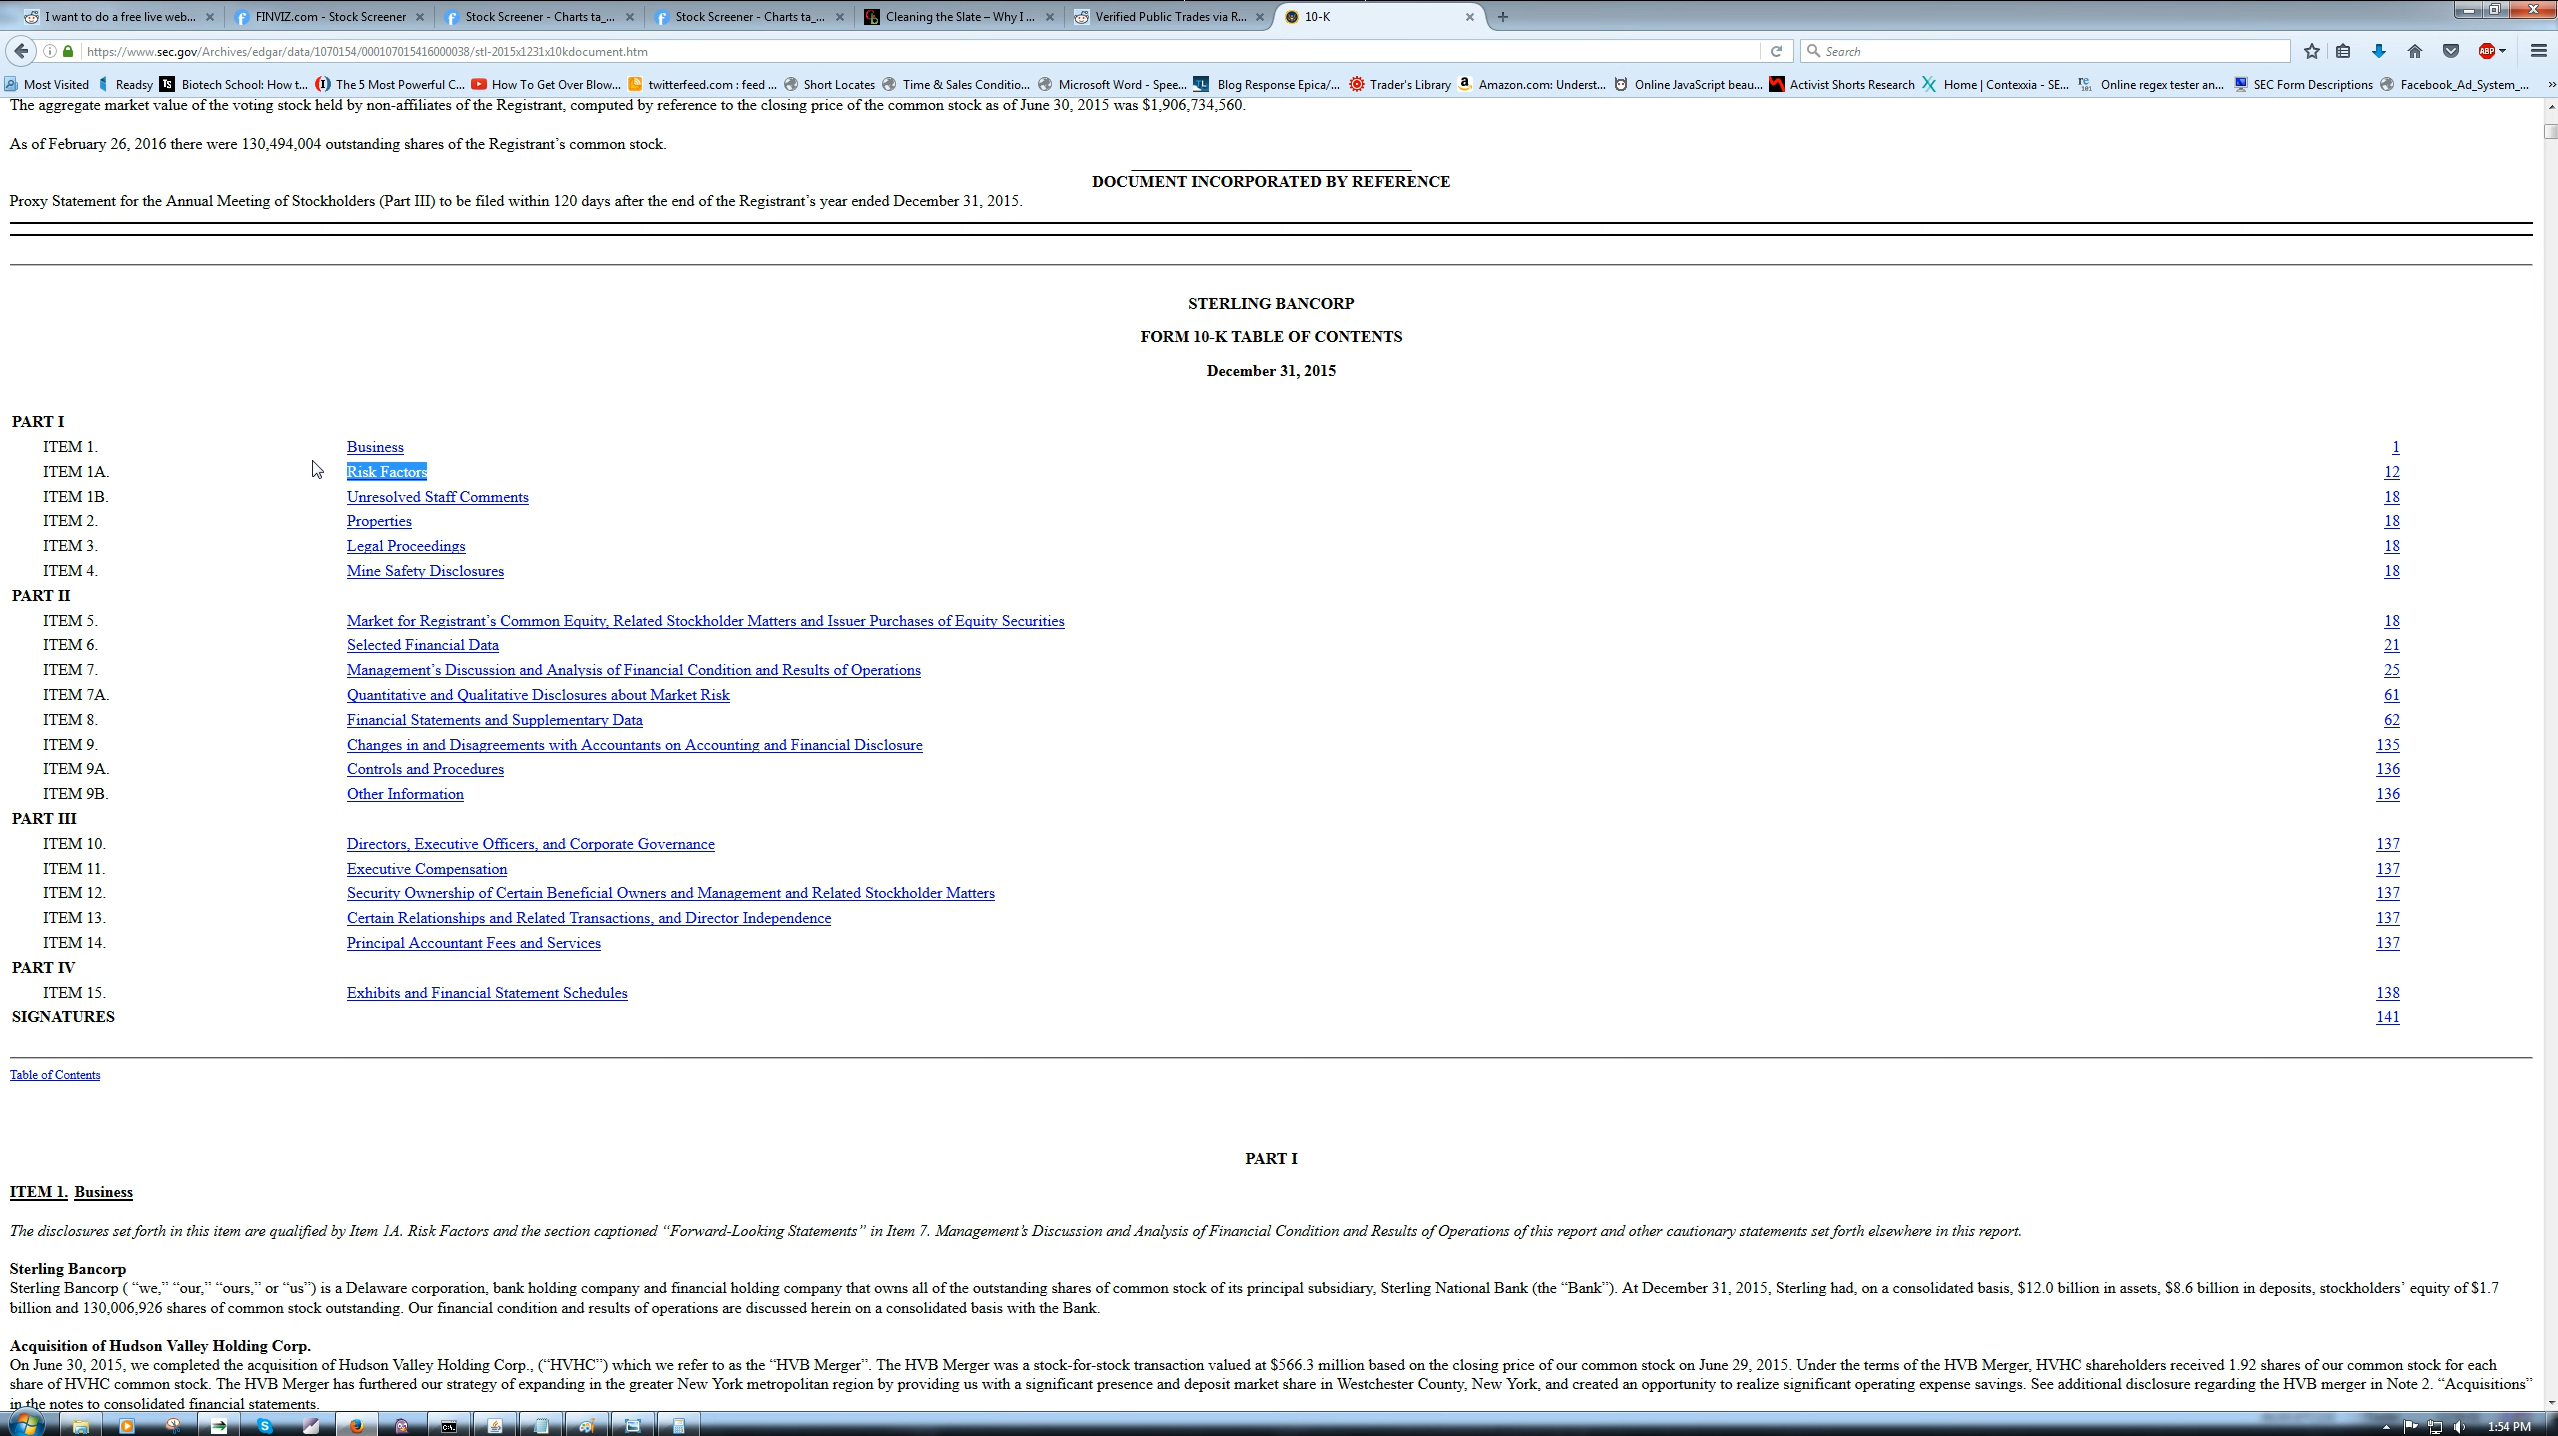 I want to do a free live web...
FINVIZ.com - Stock Screener
Stock Screener - Charts ta_...
Stock Screener - Charts ta_...
Cleaning the Slate – Why I ...
Verified Public Trades via R...
10-K
https://www.sec.gov/Archives/edgar/data/1070154/000107015416000038/stl-2015x1231x10kdocument.htm
Search
ABP
Most Visited
Readsy
Biotech School: How t...
The 5 Most Powerful C...
How To Get Over Blow...
twitterfeed.com : feed ...
Short Locates
Time & Sales Conditio...
Microsoft Word - Spee...
Blog Response Epica/...
Trader's Library
Amazon.com: Underst...
Online JavaScript beau...
Activist Shorts Research
Home | Contexxia - SE...
Online regex tester an...
SEC Form Descriptions
Facebook_Ad_System_...
The aggregate market value of the voting stock held by non-affiliates of the Registrant, computed by reference to the closing price of the common stock as of June 30, 2015 was $1,906,734,560.
As of February 26, 2016 there were 130,494,004 outstanding shares of the Registrant’s common stock.
DOCUMENT INCORPORATED BY REFERENCE
Proxy Statement for the Annual Meeting of Stockholders (Part III) to be filed within 120 days after the end of the Registrant’s year ended December 31, 2015.
STERLING BANCORP
FORM 10-K TABLE OF CONTENTS
December 31, 2015
PART I
ITEM 1. Business 1
ITEM 1A. Risk Factors 12
ITEM 1B. Unresolved Staff Comments 18
ITEM 2. Properties 18
ITEM 3. Legal Proceedings 18
ITEM 4. Mine Safety Disclosures 18
PART II
ITEM 5. Market for Registrant’s Common Equity, Related Stockholder Matters and Issuer Purchases of Equity Securities 18
ITEM 6. Selected Financial Data 21
ITEM 7. Management’s Discussion and Analysis of Financial Condition and Results of Operations 25
ITEM 7A. Quantitative and Qualitative Disclosures about Market Risk 61
ITEM 8. Financial Statements and Supplementary Data 62
ITEM 9. Changes in and Disagreements with Accountants on Accounting and Financial Disclosure 135
ITEM 9A. Controls and Procedures 136
ITEM 9B. Other Information 136
PART III
ITEM 10. Directors, Executive Officers, and Corporate Governance 137
ITEM 11. Executive Compensation 137
ITEM 12. Security Ownership of Certain Beneficial Owners and Management and Related Stockholder Matters 137
ITEM 13. Certain Relationships and Related Transactions, and Director Independence 137
ITEM 14. Principal Accountant Fees and Services 137
PART IV
ITEM 15. Exhibits and Financial Statement Schedules 138
SIGNATURES 141
Table of Contents
PART I
ITEM 1. Business
The disclosures set forth in this item are qualified by Item 1A. Risk Factors and the section captioned “Forward-Looking Statements” in Item 7. Management’s Discussion and Analysis of Financial Condition and Results of Operations of this report and other cautionary statements set forth elsewhere in this report.
Sterling Bancorp
Sterling Bancorp ( “we,” “our,” “ours,” or “us”) is a Delaware corporation, bank holding company and financial holding company that owns all of the outstanding shares of common stock of its principal subsidiary, Sterling National Bank (the “Bank”). At December 31, 2015, Sterling had, on a consolidated basis, $12.0 billion in assets, $8.6 billion in deposits, stockholders’ equity of $1.7
billion and 130,006,926 shares of common stock outstanding. Our financial condition and results of operations are discussed herein on a consolidated basis with the Bank.
Acquisition of Hudson Valley Holding Corp.
On June 30, 2015, we completed the acquisition of Hudson Valley Holding Corp., (“HVHC”) which we refer to as the “HVB Merger”. The HVB Merger was a stock-for-stock transaction valued at $566.3 million based on the closing price of our common stock on June 29, 2015. Under the terms of the HVB Merger, HVHC shareholders received 1.92 shares of our common stock for each
share of HVHC common stock. The HVB Merger has furthered our strategy of expanding in the greater New York metropolitan region by providing us with a significant presence and deposit market share in Westchester County, New York, and created an opportunity to realize significant operating expense savings. See additional disclosure regarding the HVB merger in Note 2. “Acquisitions”
in the notes to consolidated financial statements.
1:54 PM